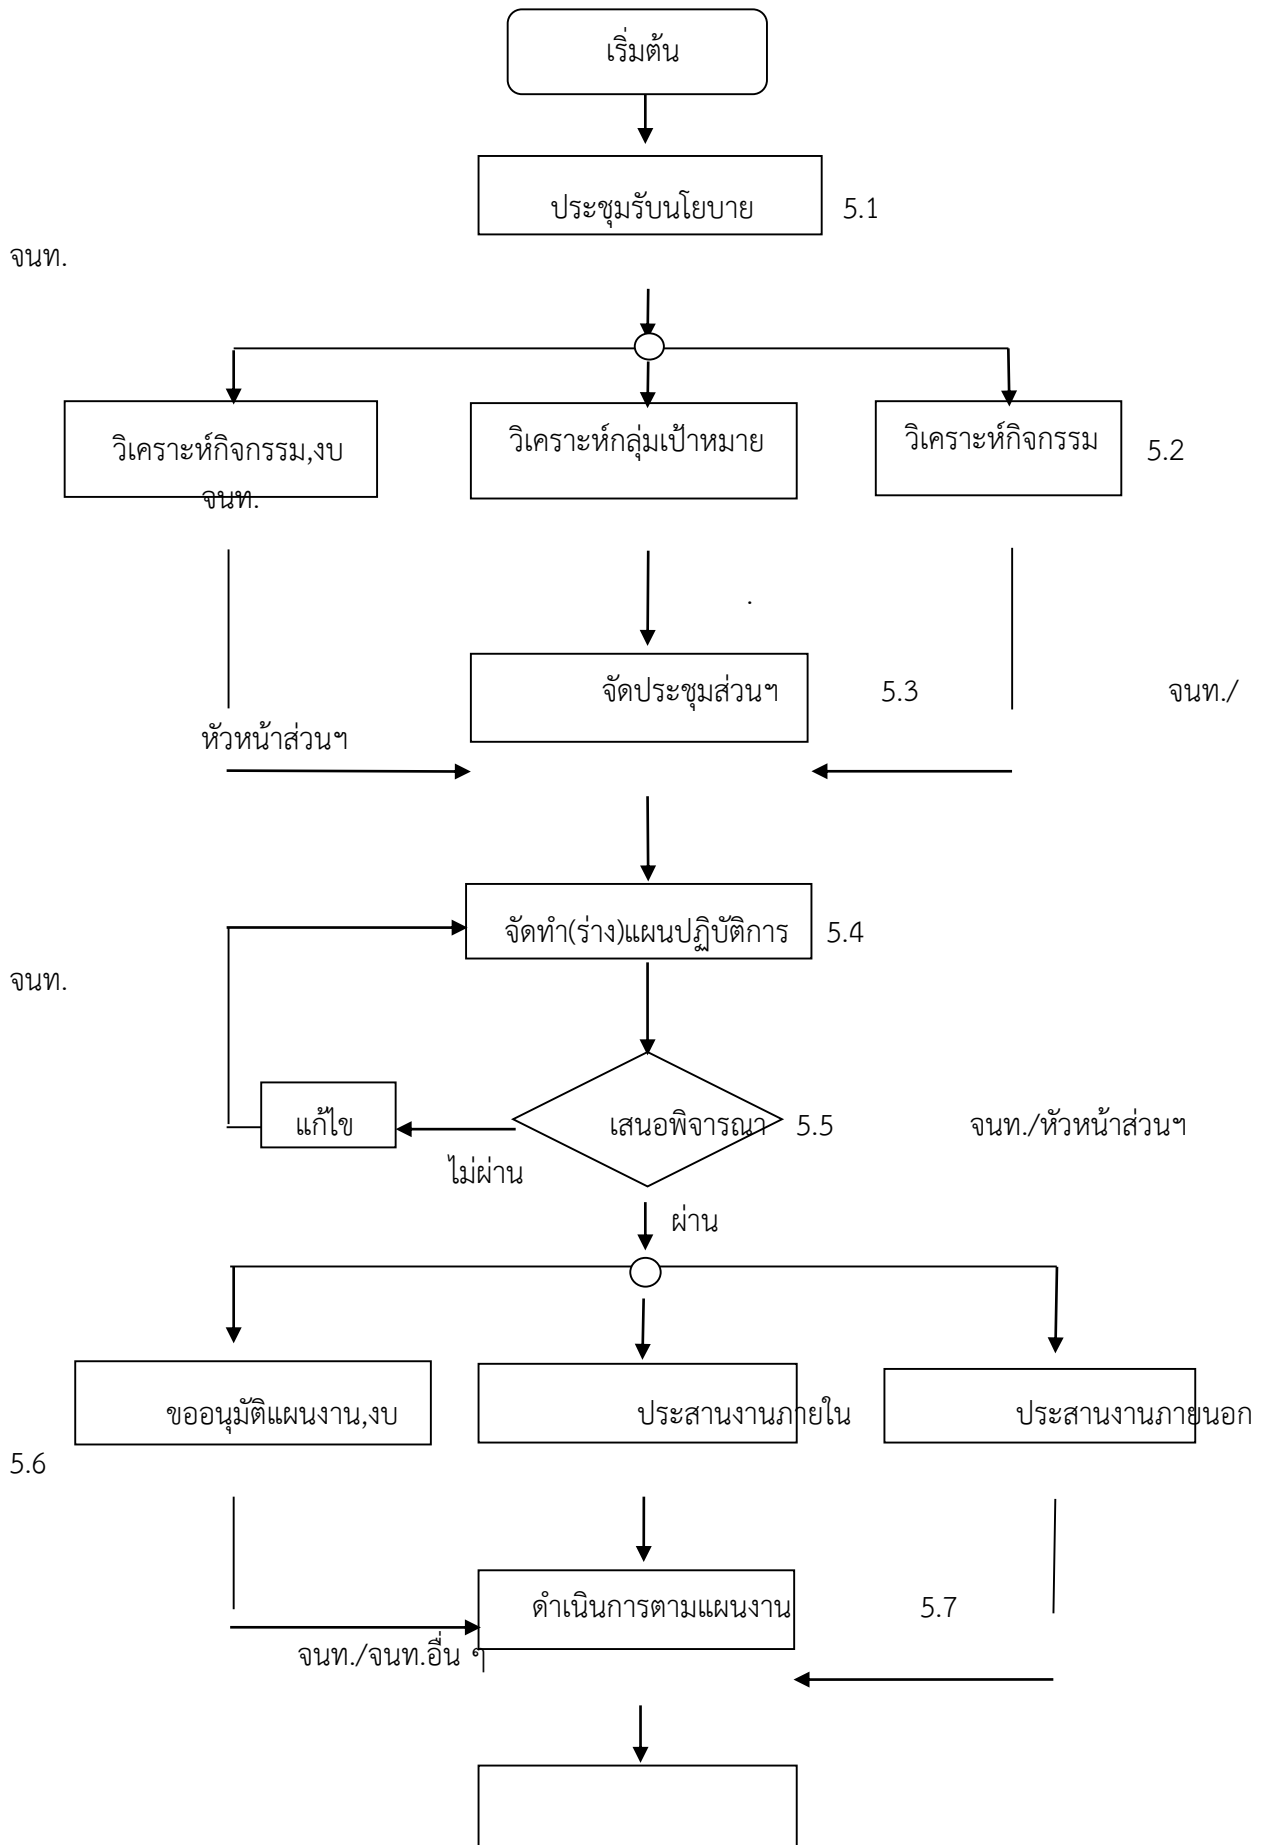 เริ่มต้น
ประชุมรับนโยบาย 5.1
จนท.
วิเคราะห์กิจกรรม,งบ วิเคราะห์กลุ่มเป้าหมาย วิเคราะห์กิจกรรม 5.2
จนท.
.
จัดประชุมส่วนฯ 5.3 จนท./
หัวหน้าส่วนฯ
จัดทำ(ร่าง)แผนปฏิบัติการ 5.4
จนท.
แก้ไข เสนอพิจารณา 5.5 จนท./หัวหน้าส่วนฯ
ไม่ผ่าน
ผ่าน
ขออนุมัติแผนงาน,งบ ประสานงานภายใน ประสานงานภายนอก
5.6
ดำเนินการตามแผนงาน 5.7
จนท./จนท.อื่น ๆ